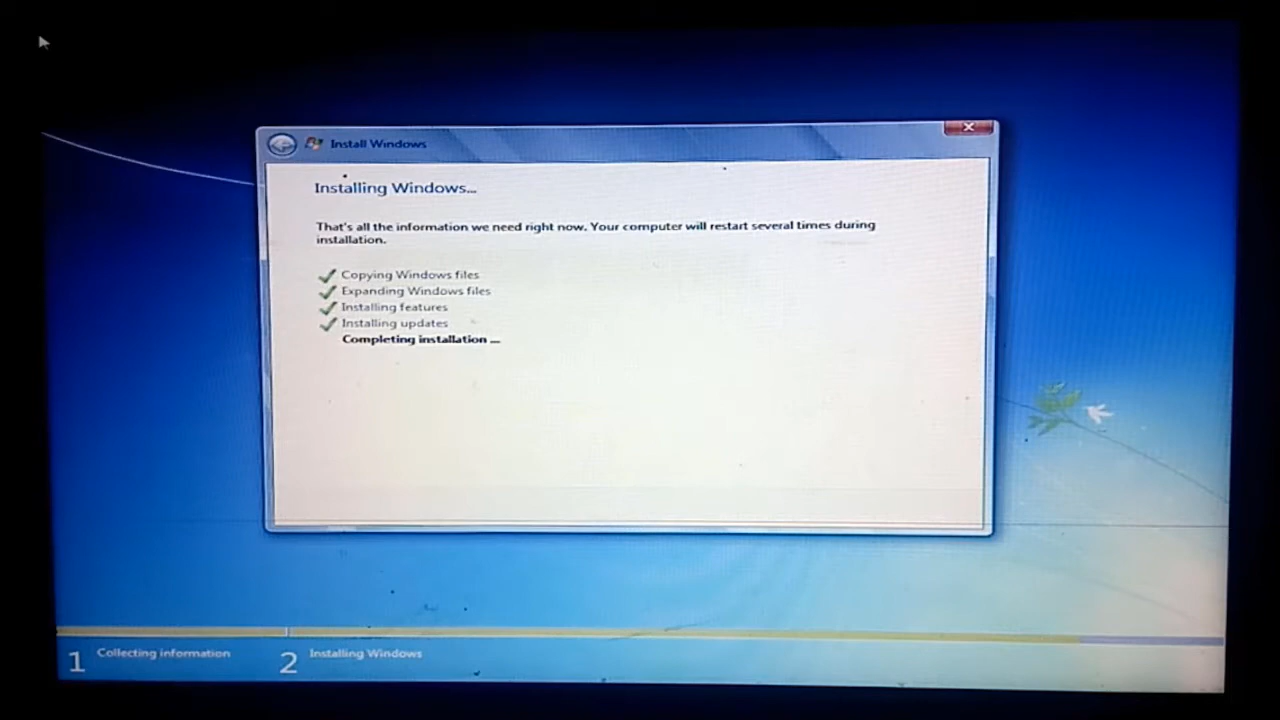 Install Windows
Installing Windows...
That's all the information we need right now. Your computer will restart several times during
installation.
Copying Windows files
Expanding Windows files
Installing features
Installing updates
Completing installation ...
1 Collecting information
2 Installing Windows